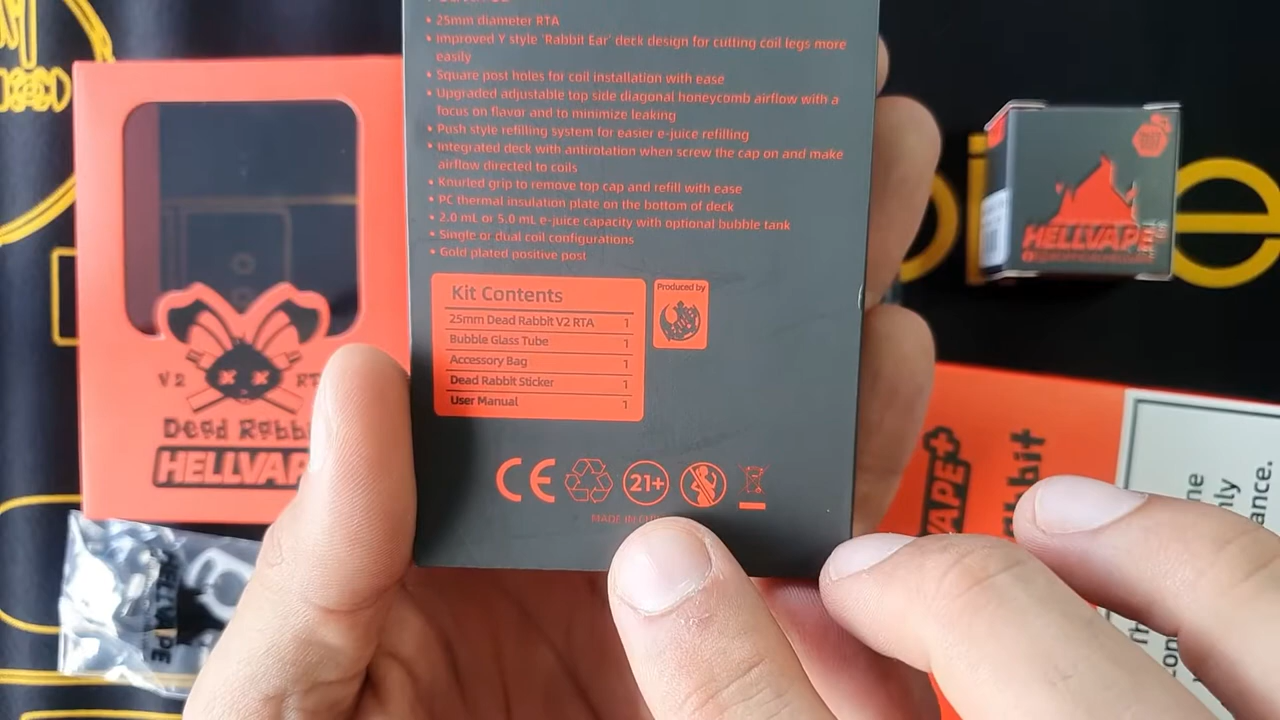 • 25mm diameter RTA
• Improved Y style 'Rabbit Ear' deck design for cutting coil legs more
easily
• Square post holes for coil installation with ease
• Upgraded adjustable top side diagonal honeycomb airflow with a
focus on flavor and to minimize leaking
• Push style refilling system for easier e-juice refilling
• Integrated deck with antirotation when screw the cap on and make
airflow directed to coils
• Knurled grip to remove top cap and refill with ease
• PC thermal insulation plate on the bottom of deck
• 2.0 mL or 5.0 mL e-juice capacity with optional bubble tank
• Single or dual coil configurations
• Gold plated positive post
Kit Contents
25mm Dead Rabbit V2 RTA 1
Bubble Glass Tube 1
Accessory Bag 1
Dead Rabbit Sticker 1
User Manual 1
Produced by
CE
21+
MADE IN
V2 RT
Dead Rabb
HELLVAP
HELLVAPE
VAPE+